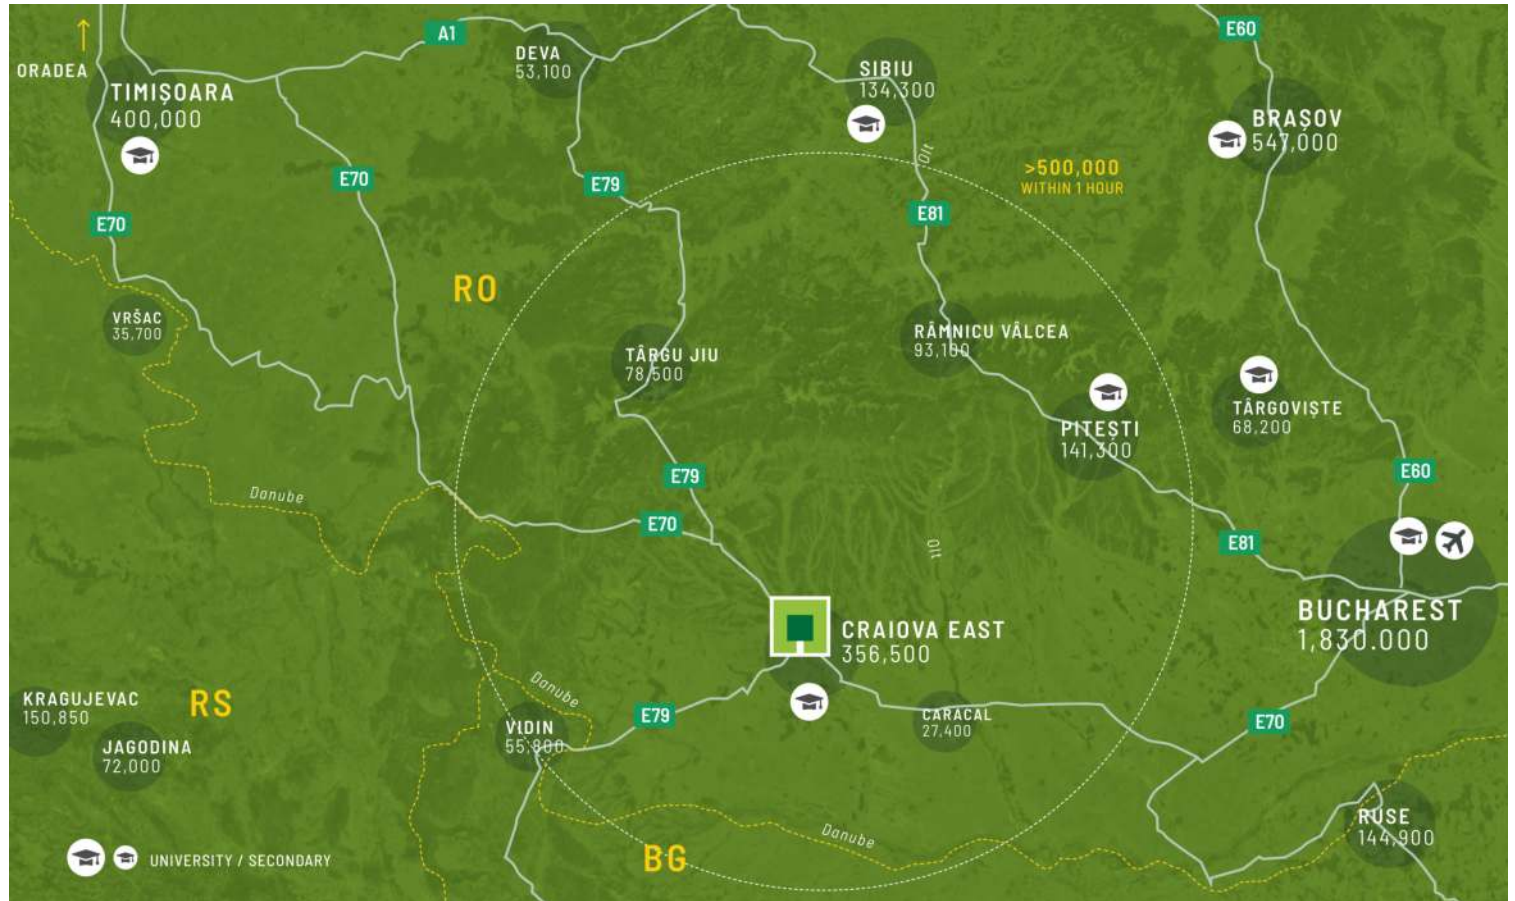 A1
E60
ORADEA
DEVA
53,100
SIBIU
134,300
TIMIȘOARA
400,000
BRAȘOV
547,000
Olt
>500,000
WITHIN 1 HOUR
E70
E79
E81
E70
RO
VRŠAC
35,700
RÂMNICU VÂLCEA
93,100
TÂRGU JIU
78,500
TÂRGOVIȘTE
68,200
PITEȘTI
141,300
E79
E60
Danube
E70
Olt
E81
BUCHAREST
1,830.000
CRAIOVA EAST
356,500
Danube
KRAGUJEVAC
150,850
RS
E79
CARACAL
27,400
E70
VIDIN
55,800
JAGODINA
72,000
RUSE
144,900
Danube
BG
UNIVERSITY / SECONDARY